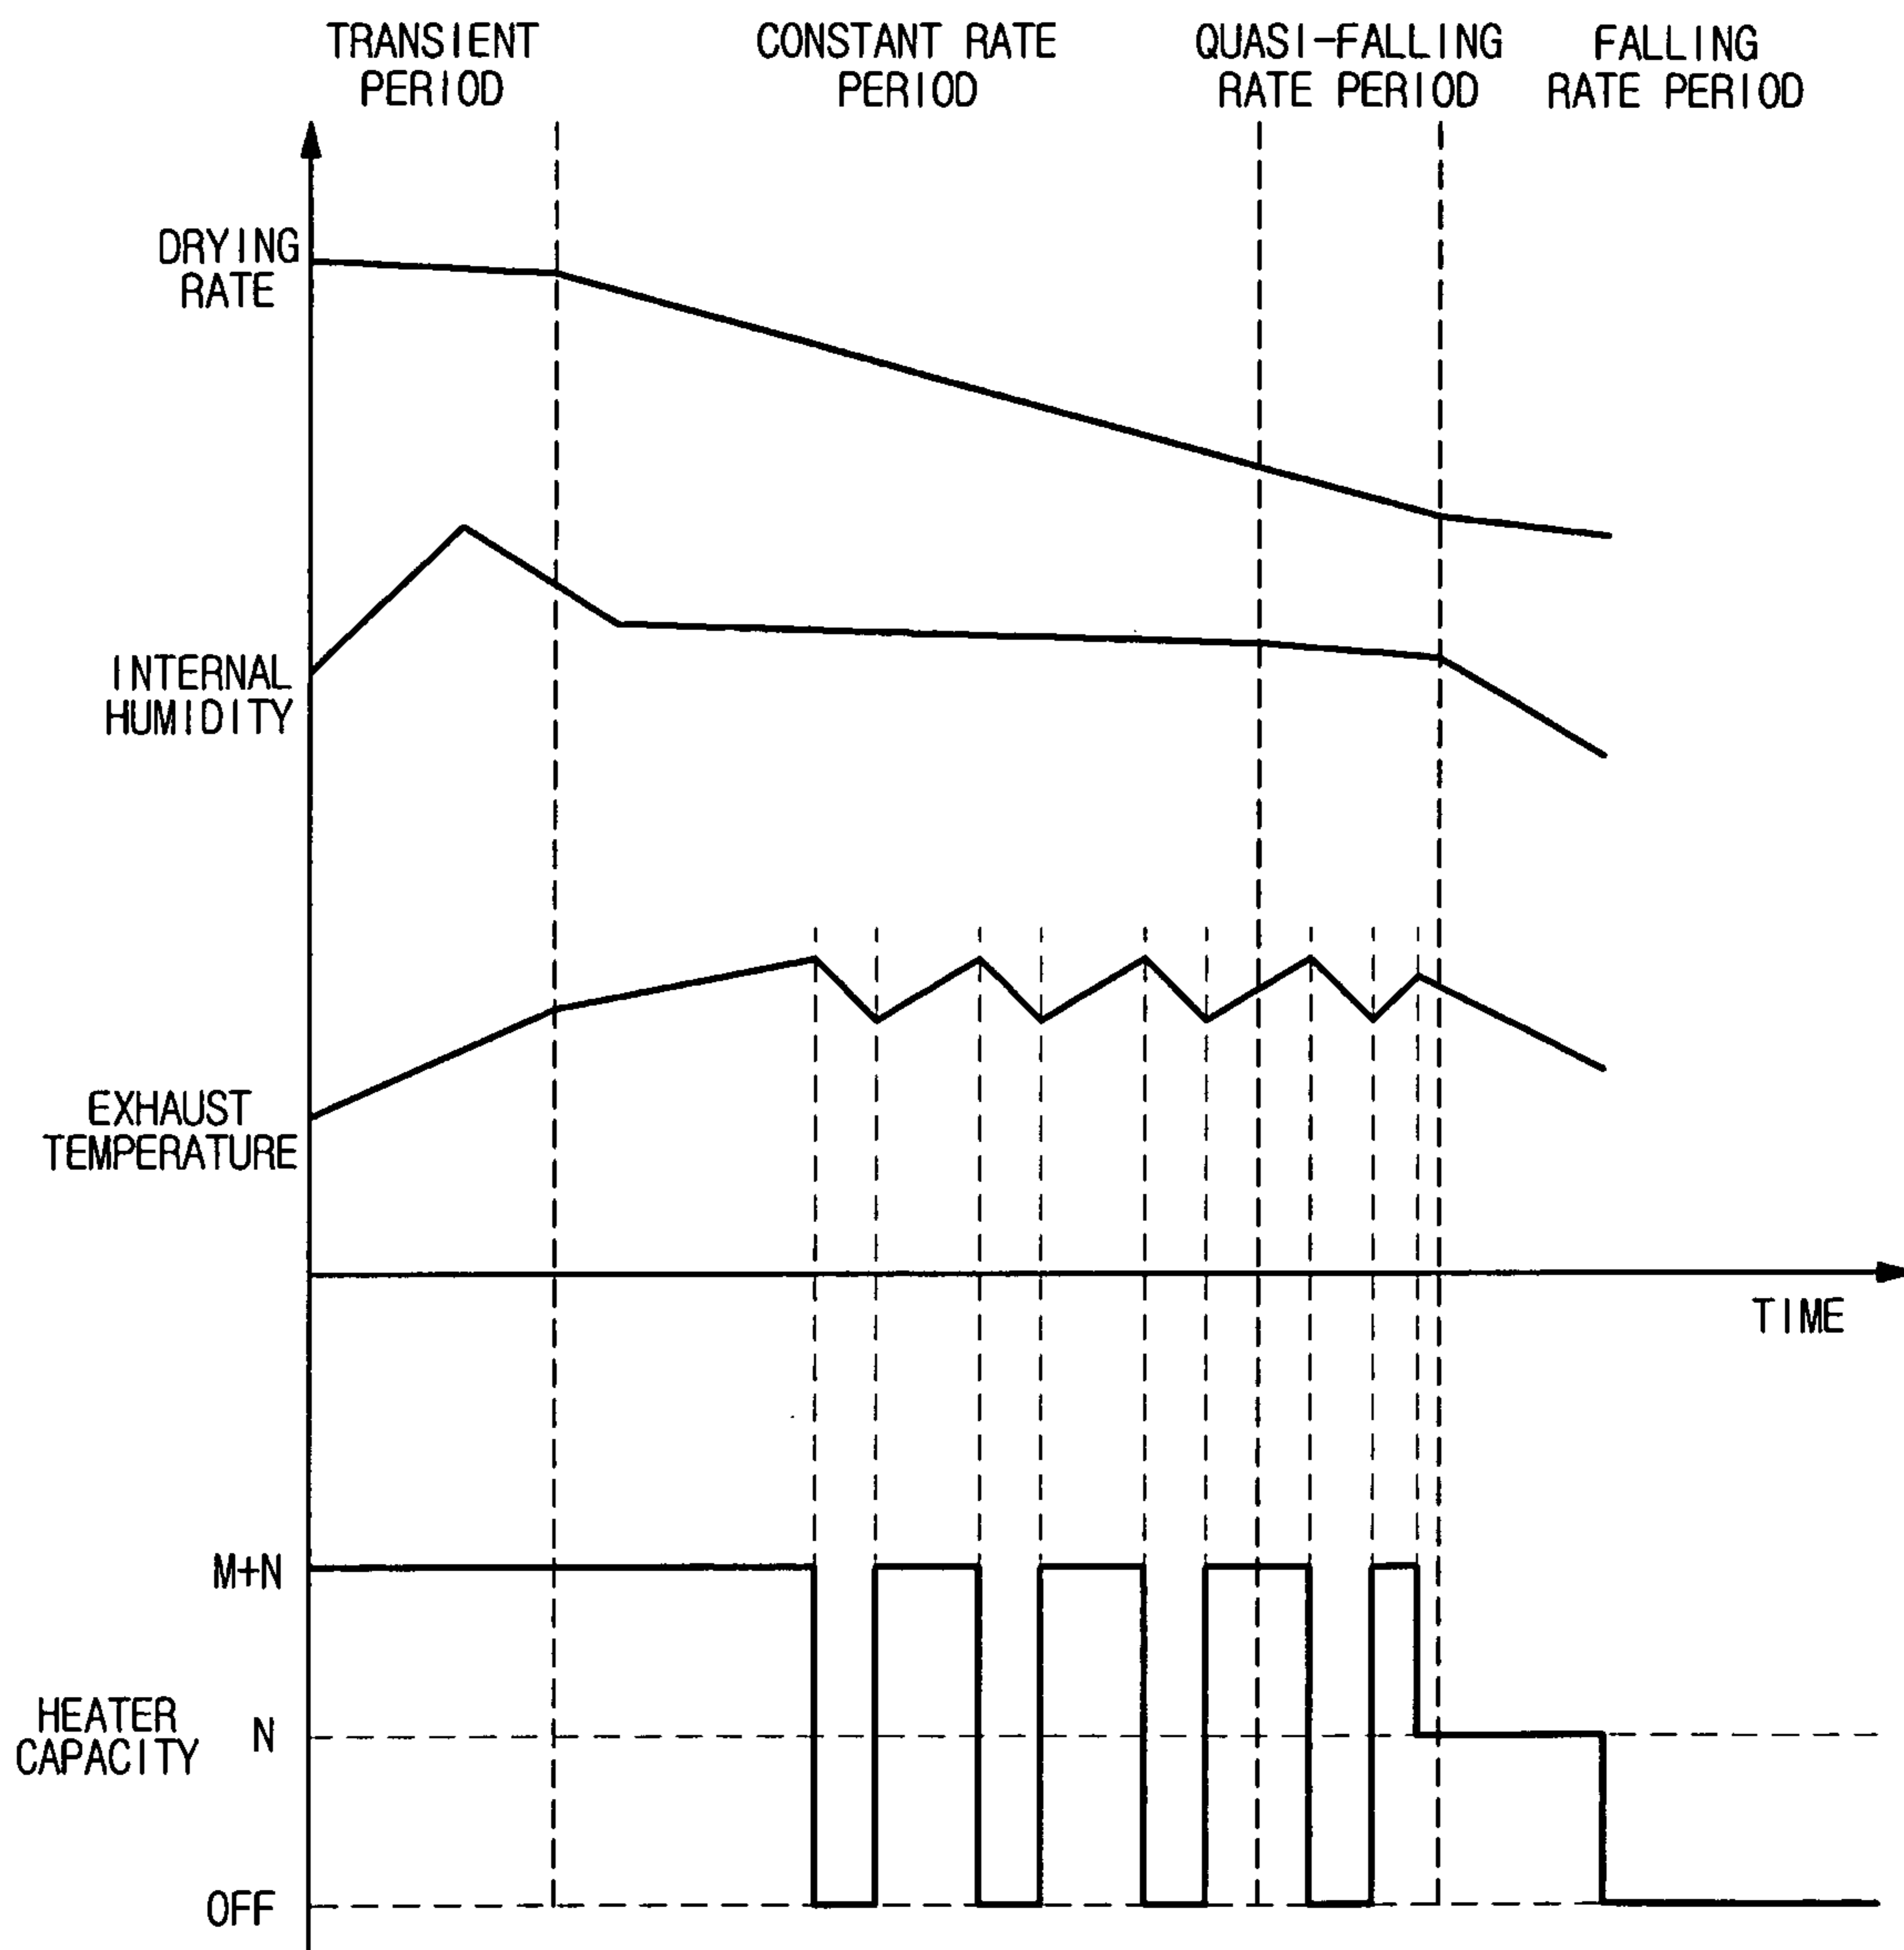 TRANSIENT
PERIOD
CONSTANT RATE
PERIOD
QUASI-FALLING
RATE PERIOD
FALLING
RATE PERIOD
DRYING
RATE
INTERNAL
HUMIDITY
EXHAUST
TEMPERATURE
TIME
M+N
HEATER
CAPACITY
N
OFF